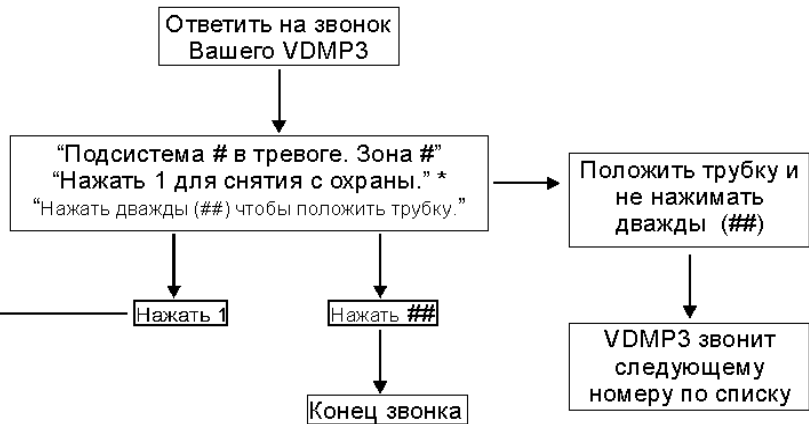 Ответить на звонок
Вашего VDMP3
“Подсистема # в тревоге. Зона #”
“Нажать 1 для снятия с охраны.” *
“Нажать дважды (##) чтобы положить трубку.”
Положить трубку и
не нажимать
дважды (##)
Нажать 1
Нажать ##
VDMP3 звонит
следующему
номеру по списку
Конец звонка